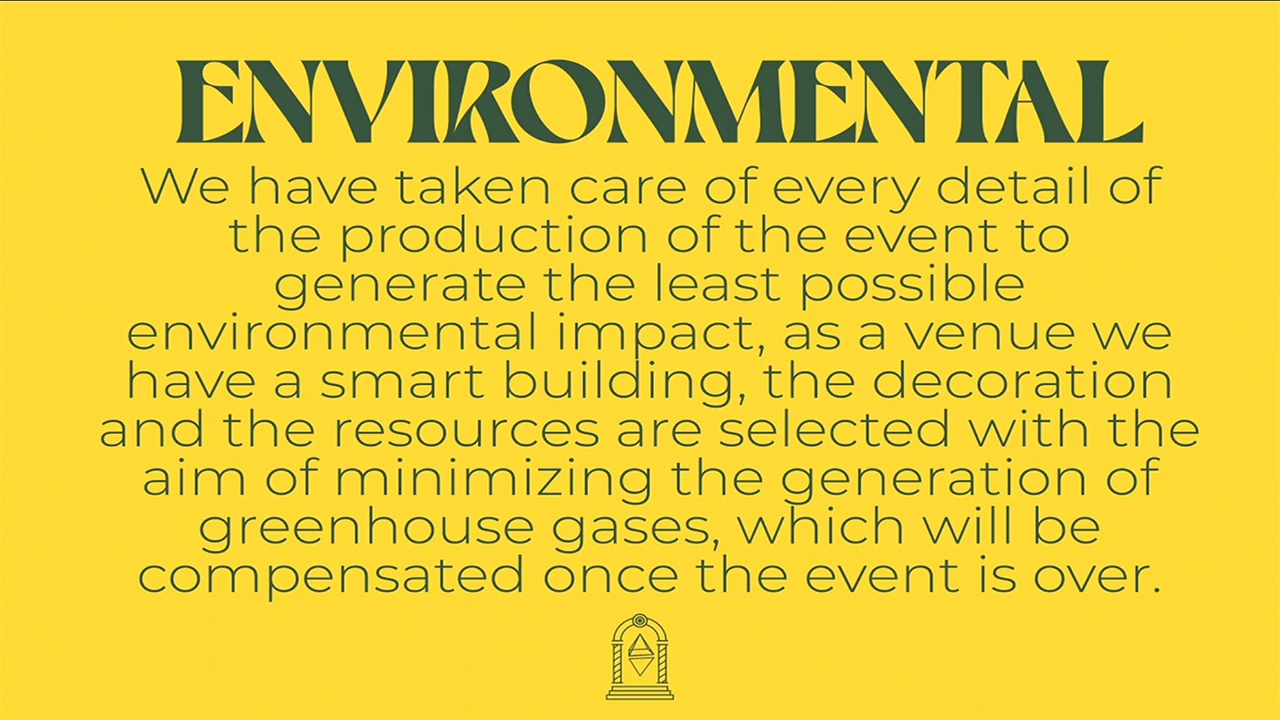 ENVIRONMENTAL
We have taken care of every detail of
the production of the event to
generate the least possible
environmental impact, as a venue we
have a smart building, the decoration
and the resources are selected with the
aim of minimizing the generation of
greenhouse gases, which will be
compensated once the event is over.